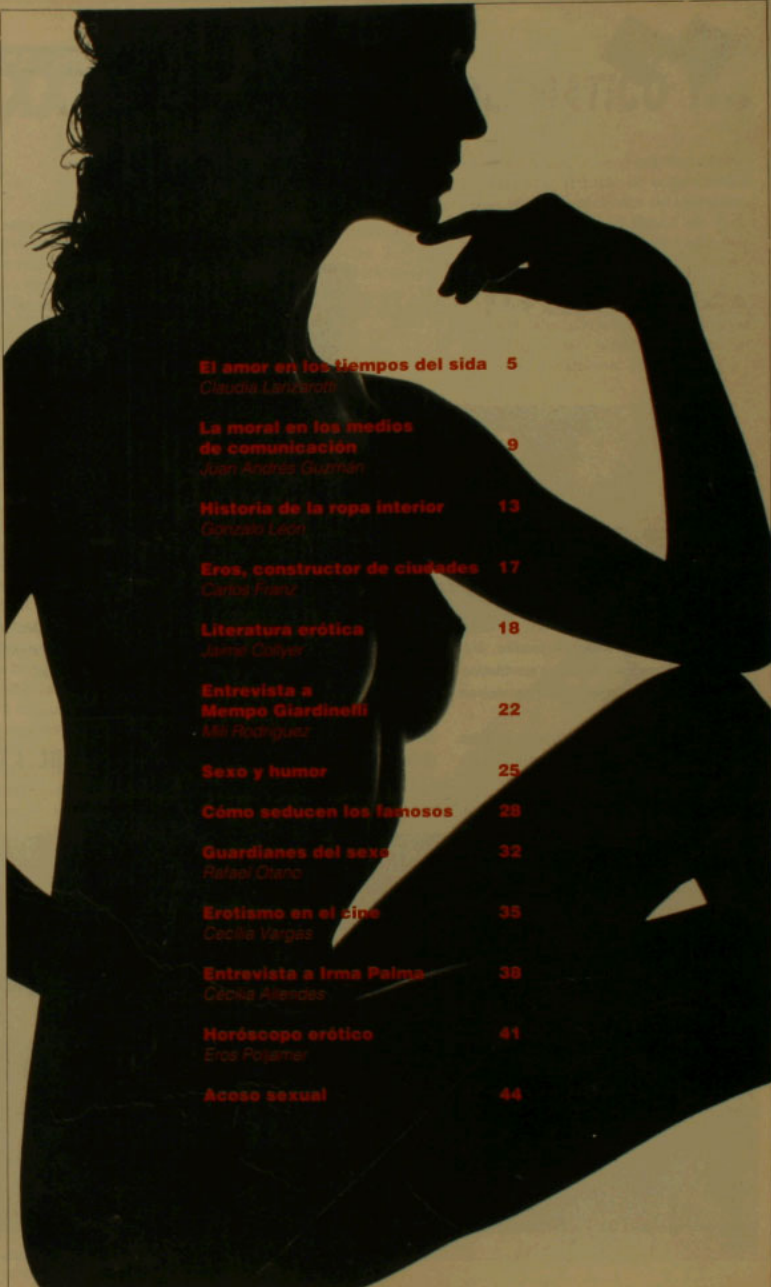 El amor en los tiempos del sida 5
Claudia Lanzarotti
La moral en los medios
de comunicación 9
Juan Andrés Guzmán
Historia de la ropa interior 13
Gonzalo León
Eros, constructor de ciudades 17
Carlos Franz
Literatura erótica 18
Jaime Collyer
Entrevista a
Mempo Giardinelli 22
Mili Rodríguez
Sexo y humor 25
Cómo seducen los famosos 28
Guardianes del sexo 32
Rafael Otano
Erotismo en el cine 35
Cecilia Vargas
Entrevista a Irma Palma 38
Cecilia Allendes
Horóscopo erótico 41
Eros
Acoso sexual 44